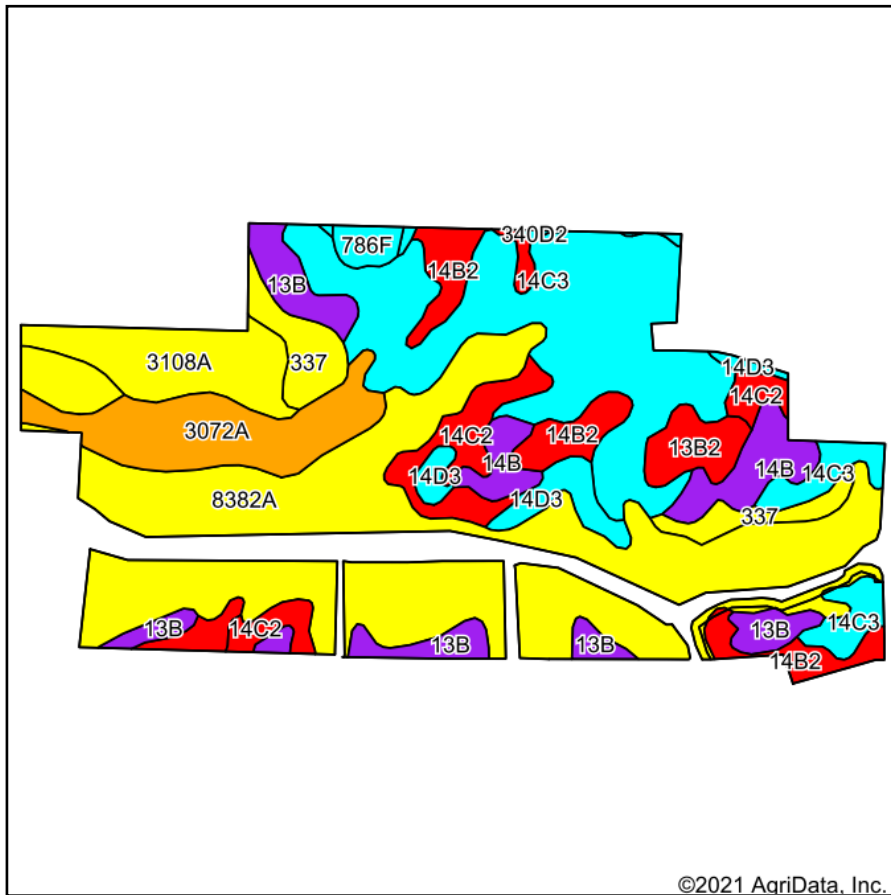 786F
340D2
14B2
14C3
13B
3108A
337
14D3
14C2
3072A
14C2
14B2
13B2
14B
14D3
14B
14C3
8382A
14D3
337
13B
14C2
13B
13B
13B
14C3
14B2
©2021 AgriData, Inc.